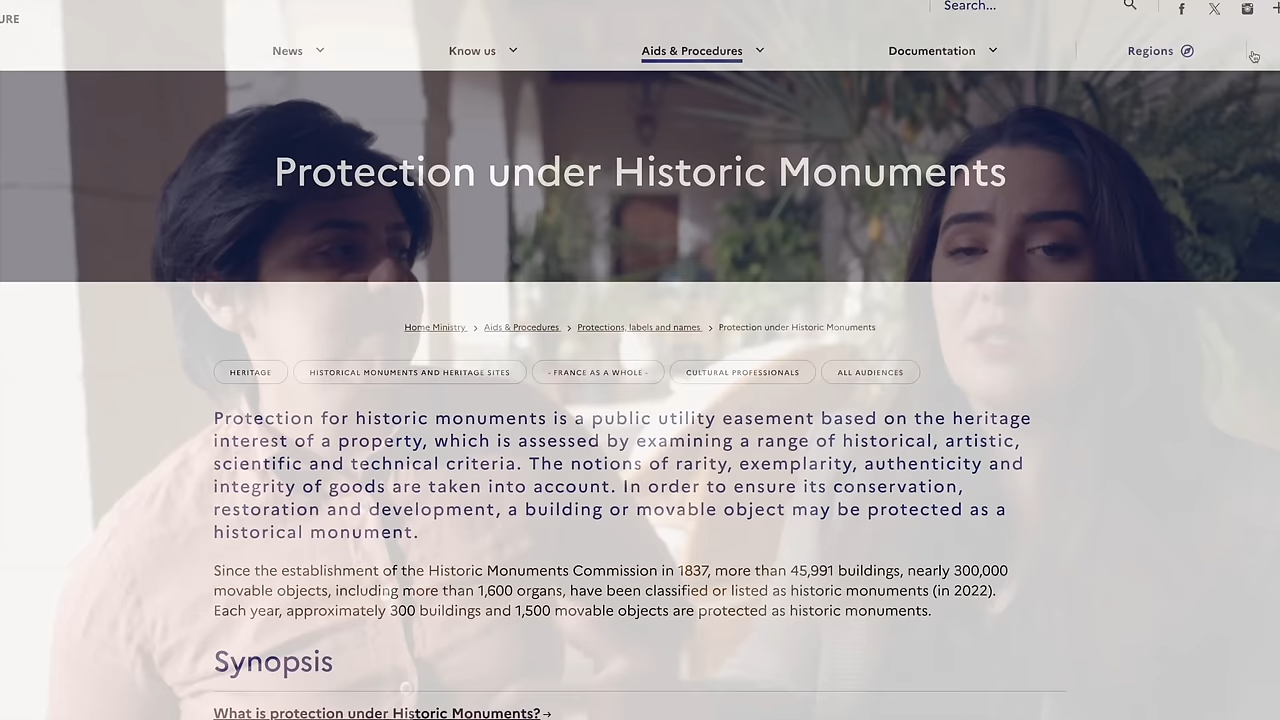 URE
Search...
News
Know us
Aids & Procedures
Documentation
Regions
Protection under Historic Monuments
Home Ministry > Aids & Procedures > Protections, labels and names > Protection under Historic Monuments
HERITAGE
HISTORICAL MONUMENTS AND HERITAGE SITES
- FRANCE AS A WHOLE -
CULTURAL PROFESSIONALS
ALL AUDIENCES
Protection for historic monuments is a public utility easement based on the heritage
interest of a property, which is assessed by examining a range of historical, artistic,
scientific and technical criteria. The notions of rarity, exemplarity, authenticity and
integrity of goods are taken into account. In order to ensure its conservation,
restoration and development, a building or movable object may be protected as a
historical monument.
Since the establishment of the Historic Monuments Commission in 1837, more than 45,991 buildings, nearly 300,000
movable objects, including more than 1,600 organs, have been classified or listed as historic monuments (in 2022).
Each year, approximately 300 buildings and 1,500 movable objects are protected as historic monuments.
Synopsis
What is protection under Historic Monuments? →